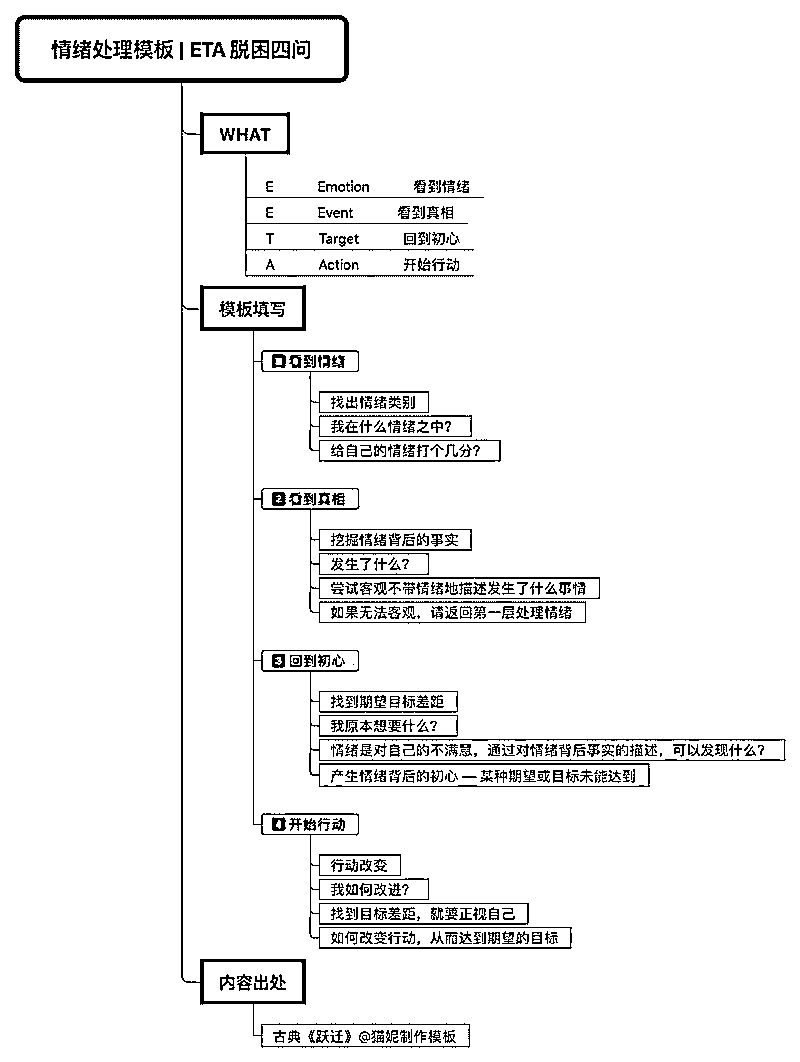 情绪处理模板 | ETA 脱困四问
WHAT
E Emotion 看到情绪
E Event 看到真相
T Target 回到初心
A Action 开始行动
模板填写
1 看到情绪
找出情绪类别
我在什么情绪之中？
给自己的情绪打个几分？
2 看到真相
挖掘情绪背后的事实
发生了什么？
尝试客观不带情绪地描述发生了什么事情
如果无法客观，请返回第一层处理情绪
3 回到初心
找到期望目标差距
我原本想要什么？
情绪是对自己的不满意，通过对情绪背后事实的描述，可以发现什么？
产生情绪背后的初心 — 某种期望或目标未能达到
4 开始行动
行动改变
我如何改进？
找到目标差距，就要正视自己
如何改变行动，从而达到期望的目标
内容出处
古典《跃迁》@猫妮制作模板